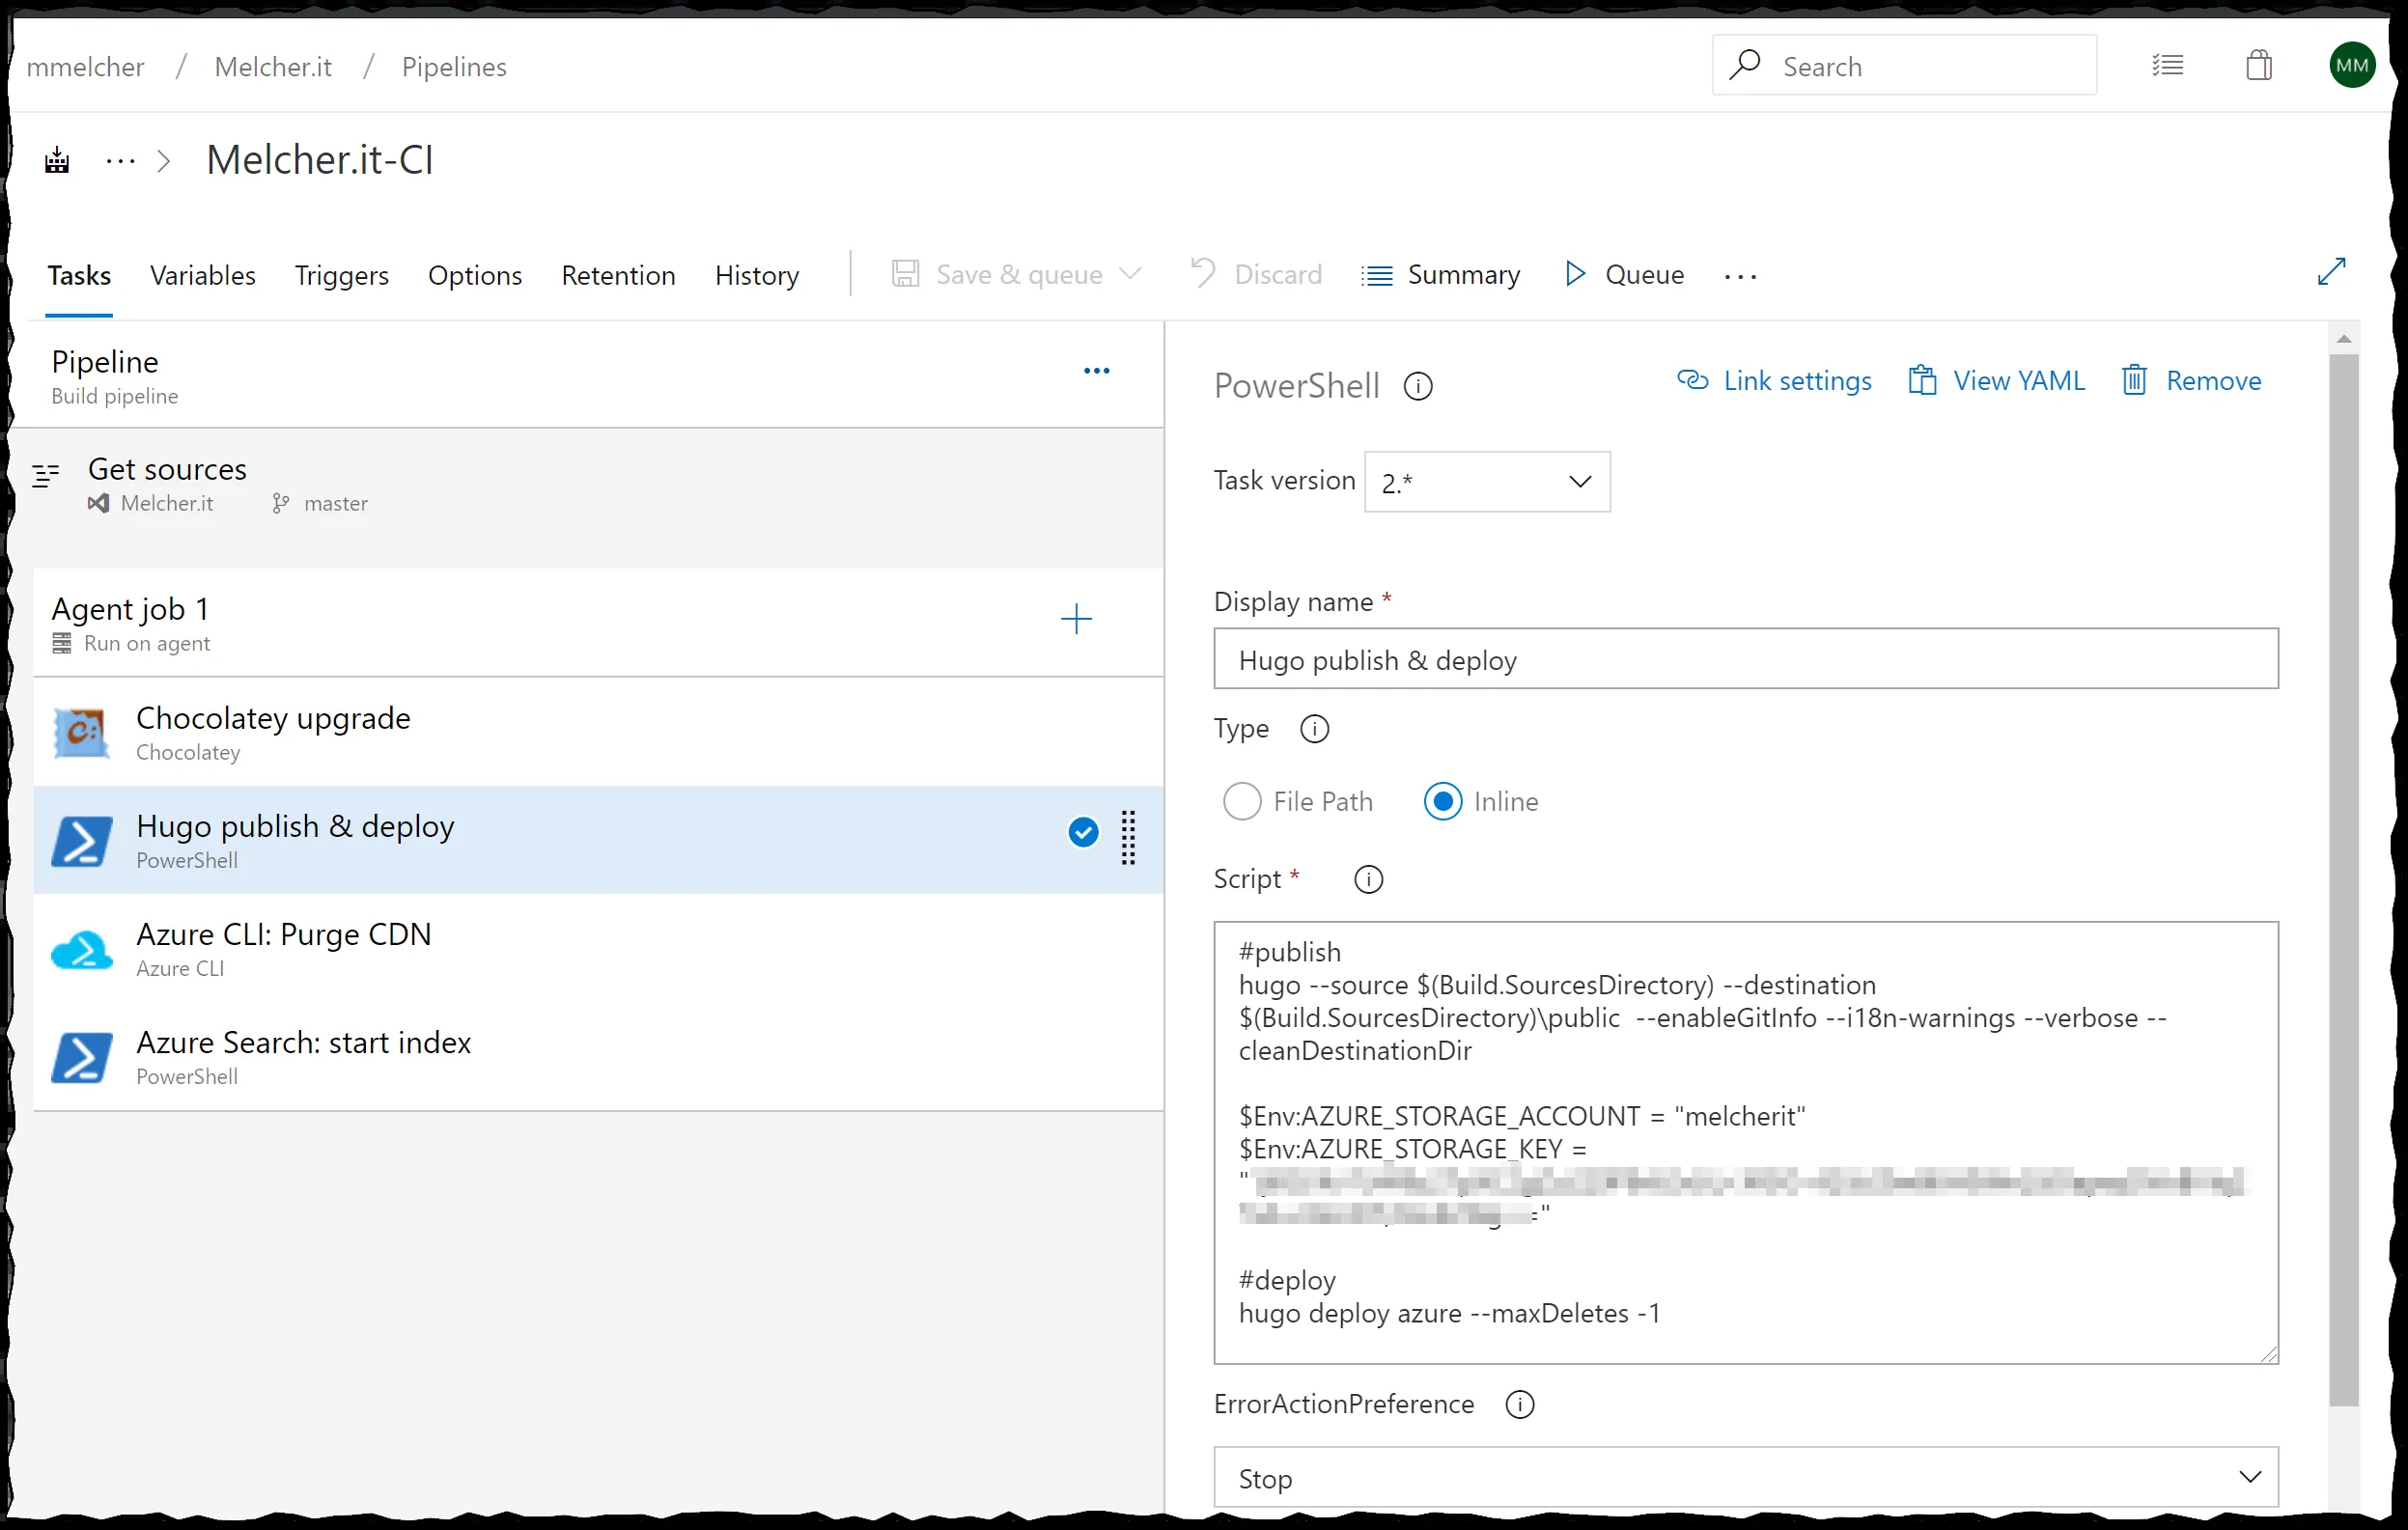 mmelcher / Melcher.it / Pipelines
Search
MM
... > Melcher.it-CI
Tasks Variables Triggers Options Retention History Save & queue Discard Summary Queue ...
Pipeline
Build pipeline
Get sources
Melcher.it master
Agent job 1
Run on agent
Chocolatey upgrade
Chocolatey
Hugo publish & deploy
PowerShell
Azure CLI: Purge CDN
Azure CLI
Azure Search: start index
PowerShell
PowerShell
Link settings View YAML Remove
Task version 2.*
Display name *
Hugo publish & deploy
Type
File Path Inline
Script *
#publish
hugo --source $(Build.SourcesDirectory) --destination
$(Build.SourcesDirectory)\public --enableGitInfo --i18n-warnings --verbose --
cleanDestinationDir
$Env:AZURE_STORAGE_ACCOUNT = "melcherit"
$Env:AZURE_STORAGE_KEY =
"
="
#deploy
hugo deploy azure --maxDeletes -1
ErrorActionPreference
Stop